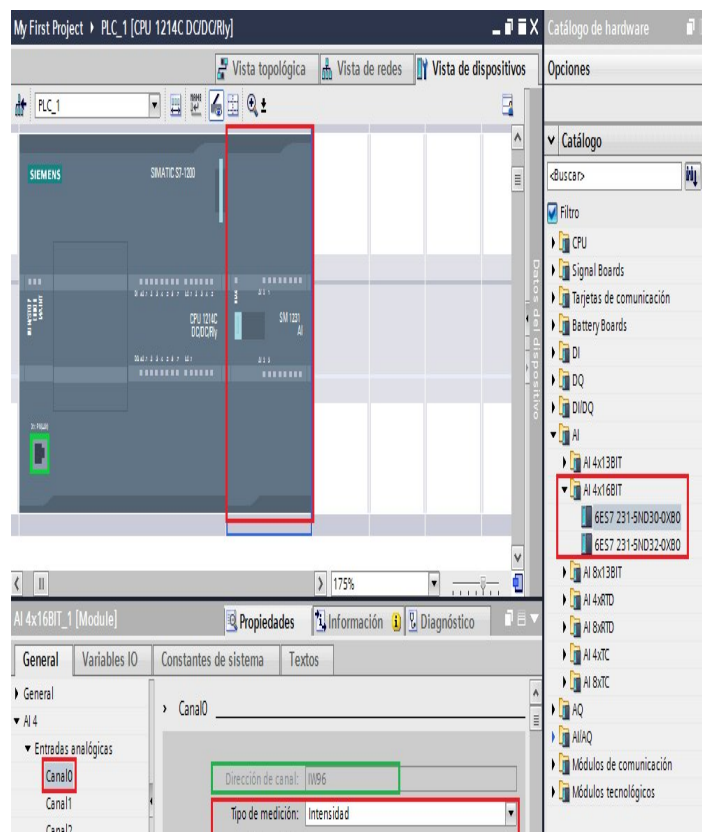 My First Project ▸ PLC_1 [CPU 1214C DC/DC/Rly]
Vista topológica
Vista de redes
Vista de dispositivos
PLC_1
SIEMENS
SIMATIC S7-1200
CPU 1214C
DC/DC/Rly
SM 1231
AI
Datos del dispositivo
175%
AI 4x16BIT_1 [Module]
Propiedades
Información
Diagnóstico
General
Variables IO
Constantes de sistema
Textos
General
AI 4
Entradas analógicas
Canal0
Canal1
Canal2
Canal0
Dirección de canal: IW96
Tipo de medición: Intensidad
Catálogo de hardware
Opciones
Catálogo
<Buscar>
Filtro
CPU
Signal Boards
Tarjetas de comunicación
Battery Boards
DI
DQ
DI/DQ
AI
AI 4x13BIT
AI 4x16BIT
6ES7 231-5ND30-0XB0
6ES7 231-5ND32-0XB0
AI 8x13BIT
AI 4xRTD
AI 8xRTD
AI 4xTC
AI 8xTC
AQ
AI/AQ
Módulos de comunicación
Módulos tecnológicos